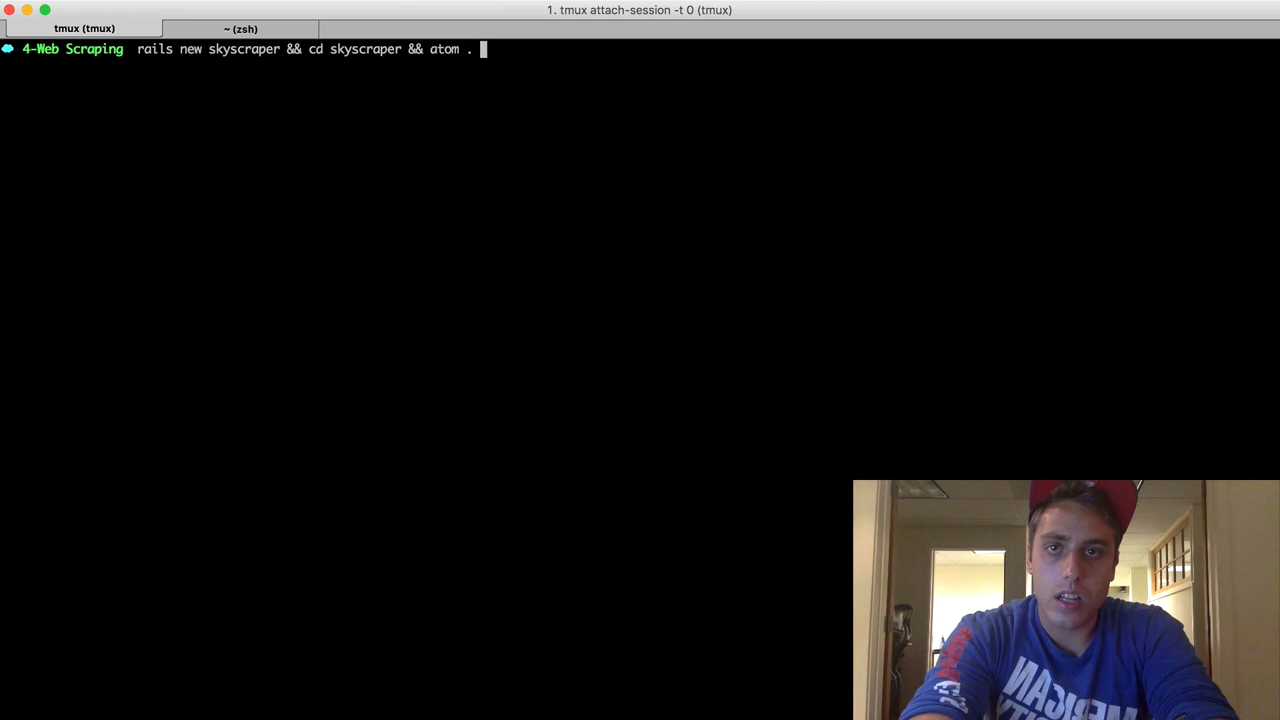 1. tmux attach-session -t 0 (tmux)
tmux (tmux)
~ (zsh)
4-Web Scraping rails new skyscraper && cd skyscraper && atom .